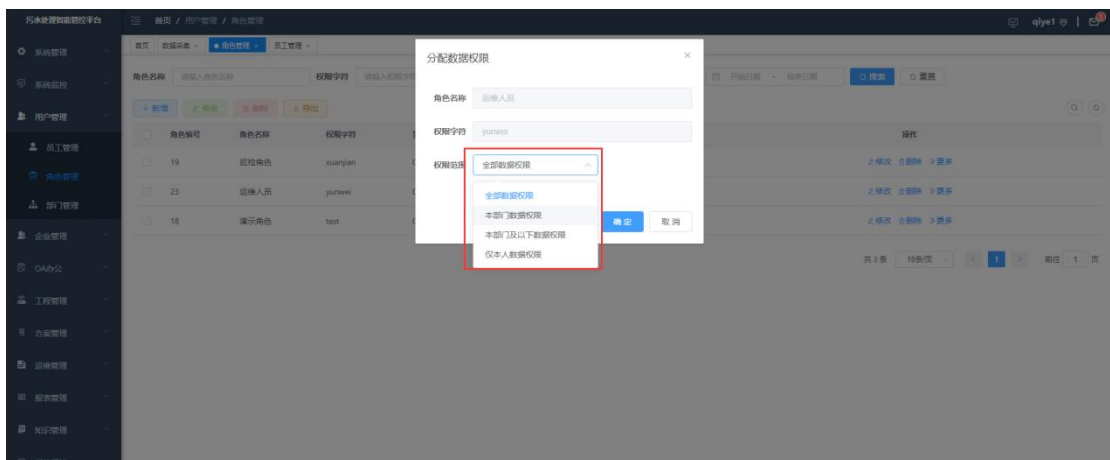 污水处理智能管控平台
首页 / 用户管理 / 角色管理
qlye1
系统管理
系统监控
用户管理
员工管理
角色管理
部门管理
企业管理
OA办公
工程管理
方案管理
运维管理
报表管理
知识管理
首页 数据采集 角色管理 员工管理
角色名称 请输入角色名称 权限字符 请输入权限字符 开始日期 - 结束日期 搜索 重置
+ 新增 修改 删除 导出
角色编号 角色名称 权限字符 操作
19 巡检角色 xuanjian 修改 删除 更多
23 运维人员 yunwei 修改 删除 更多
18 演示角色 test 修改 删除 更多
共 3 条 10条/页 < 1 > 前往 1 页
分配数据权限
角色名称 运维人员
权限字符 yunwei
权限范围 全部数据权限
全部数据权限
本部门数据权限
本部门及以下数据权限
仅本人数据权限
确定 取消